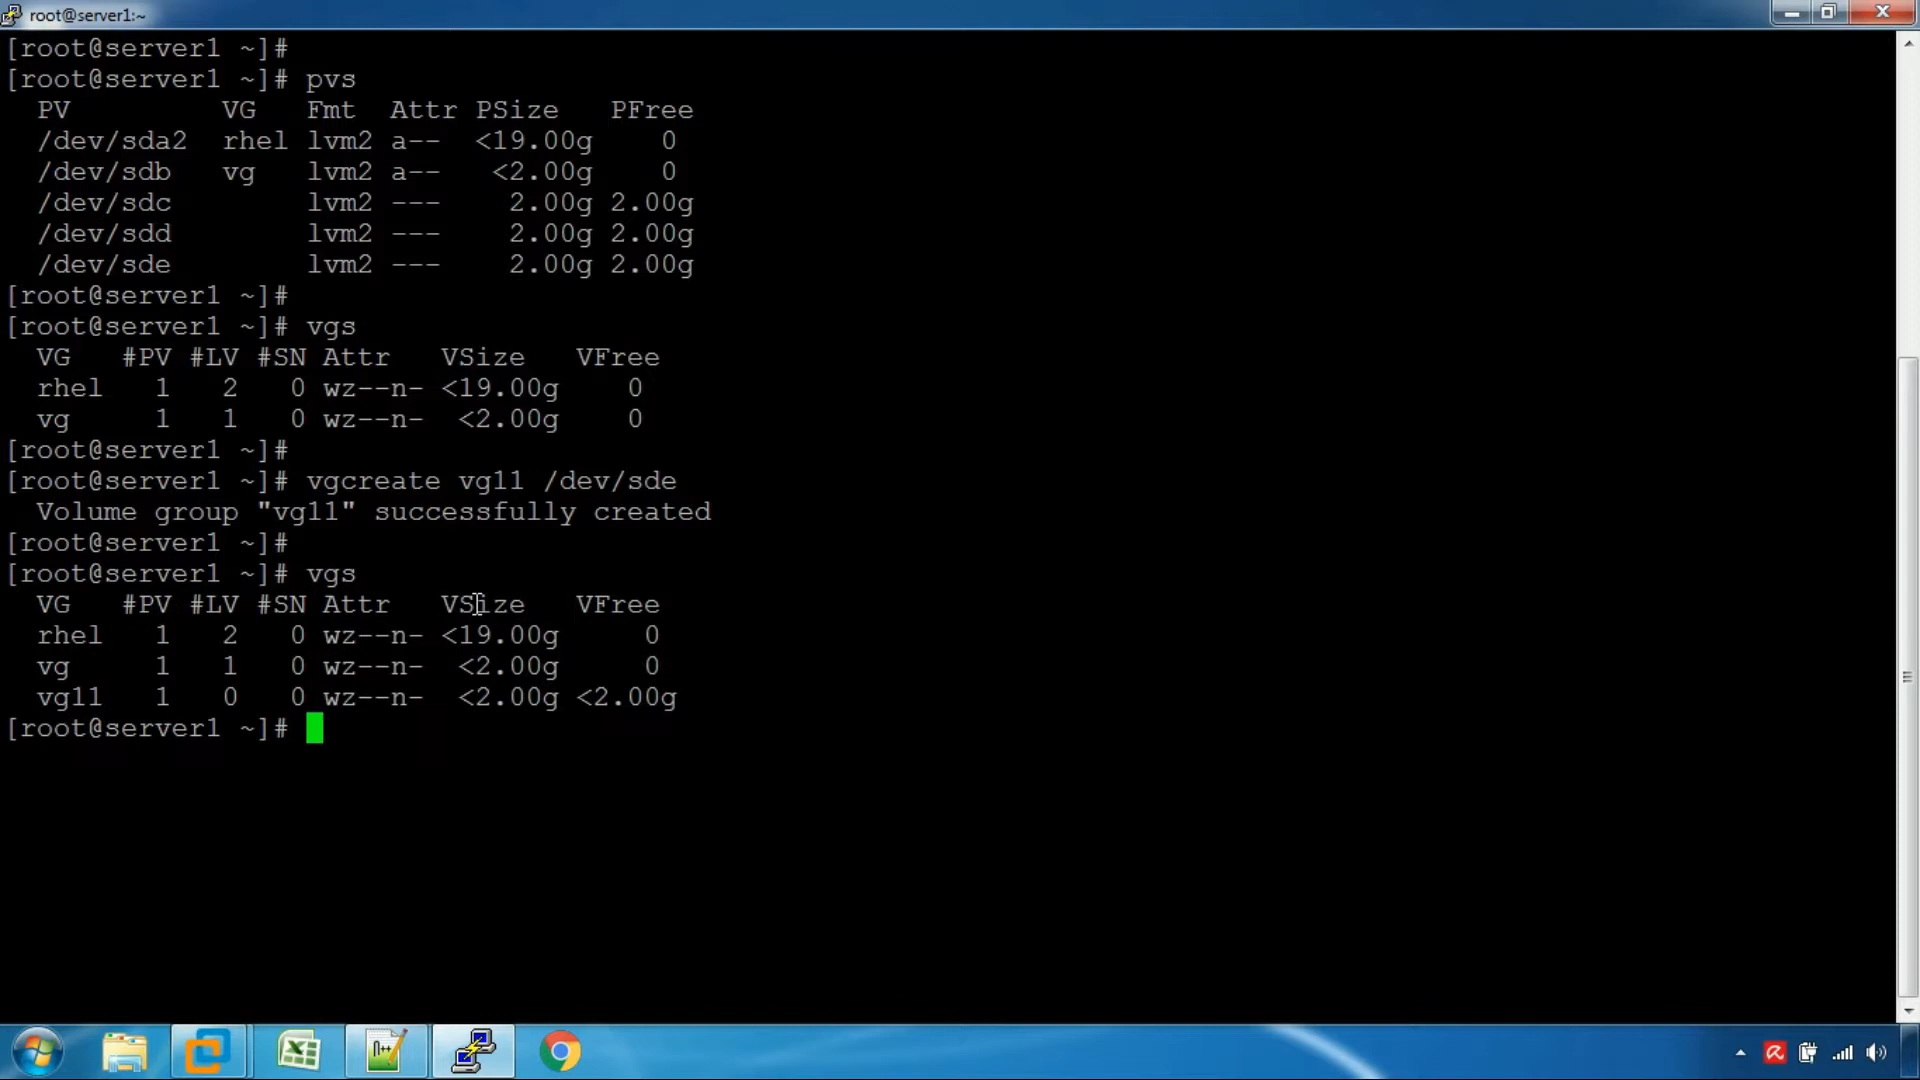 root@server1:~
[root@server1 ~]#
[root@server1 ~]# pvs
  PV         VG   Fmt  Attr PSize   PFree
  /dev/sda2  rhel lvm2 a--  <19.00g    0
  /dev/sdb   vg   lvm2 a--   <2.00g    0
  /dev/sdc        lvm2 ---    2.00g 2.00g
  /dev/sdd        lvm2 ---    2.00g 2.00g
  /dev/sde        lvm2 ---    2.00g 2.00g
[root@server1 ~]#
[root@server1 ~]# vgs
  VG   #PV #LV #SN Attr   VSize   VFree
  rhel   1   2   0 wz--n- <19.00g    0
  vg     1   1   0 wz--n-  <2.00g    0
[root@server1 ~]#
[root@server1 ~]# vgcreate vg11 /dev/sde
  Volume group "vg11" successfully created
[root@server1 ~]#
[root@server1 ~]# vgs
  VG   #PV #LV #SN Attr   VSize   VFree
  rhel   1   2   0 wz--n- <19.00g     0
  vg     1   1   0 wz--n-  <2.00g     0
  vg11   1   0   0 wz--n-  <2.00g <2.00g
[root@server1 ~]#